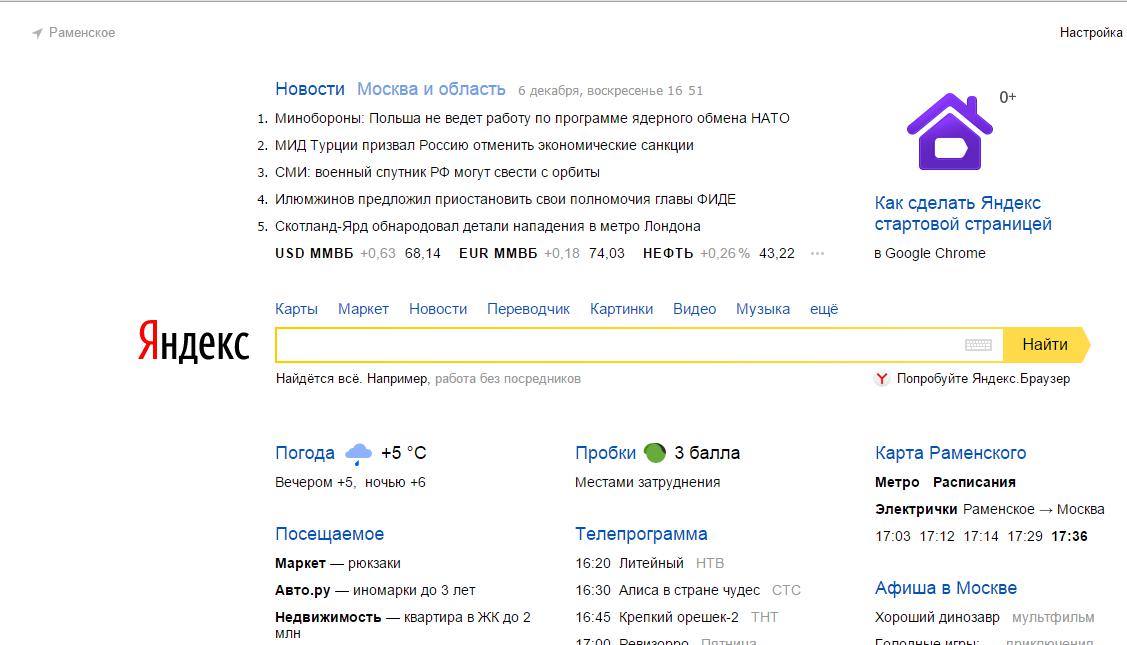 Раменское
Настройка
Новости Москва и область 6 декабря, воскресенье 16 51
1. Минобороны: Польша не ведет работу по программе ядерного обмена НАТО
2. МИД Турции призвал Россию отменить экономические санкции
3. СМИ: военный спутник РФ могут свести с орбиты
4. Илюмжинов предложил приостановить свои полномочия главы ФИДЕ
5. Скотланд-Ярд обнародовал детали нападения в метро Лондона
USD ММВБ +0,63 68,14 EUR ММВБ +0,18 74,03 НЕФТЬ +0,26% 43,22 ···
0+
Как сделать Яндекс
стартовой страницей
в Google Chrome
Карты Маркет Новости Переводчик Картинки Видео Музыка ещё
Яндекс
Найти
Найдётся всё. Например, работа без посредников
Попробуйте Яндекс.Браузер
Погода +5 °C
Вечером +5, ночью +6
Пробки 3 балла
Местами затруднения
Карта Раменского
Метро Расписания
Электрички Раменское → Москва
17:03 17:12 17:14 17:29 17:36
Посещаемое
Маркет — рюкзаки
Авто.ру — иномарки до 3 лет
Недвижимость — квартира в ЖК до 2
млн
Телепрограмма
16:20 Литейный НТВ
16:30 Алиса в стране чудес СТС
16:45 Крепкий орешек-2 ТНТ
17:00 Ревизорро Пятница
Афиша в Москве
Хороший динозавр мультфильм
Голодные игры: приключения